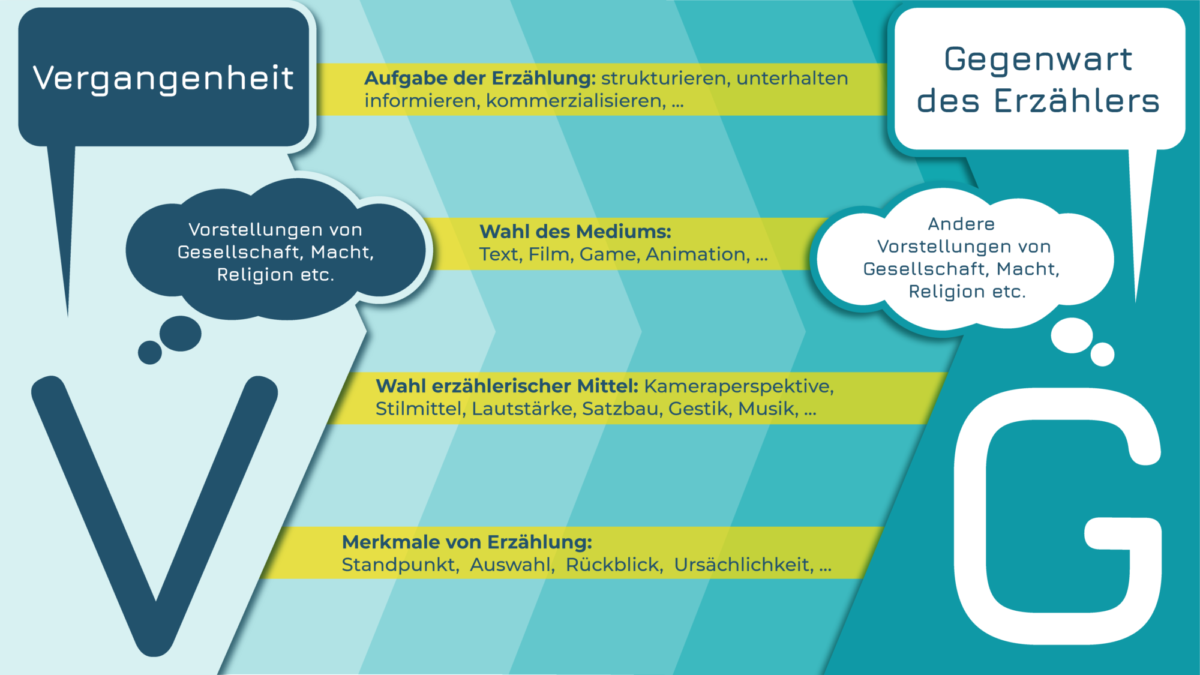 Vergangenheit
Gegenwart
des Erzählers
Aufgabe der Erzählung: strukturieren, unterhalten
informieren, kommerzialisieren, ...
Vorstellungen von
Gesellschaft, Macht,
Religion etc.
Wahl des Mediums:
Text, Film, Game, Animation, ...
Andere
Vorstellungen von
Gesellschaft, Macht,
Religion etc.
Wahl erzählerischer Mittel: Kameraperspektive,
Stilmittel, Lautstärke, Satzbau, Gestik, Musik, ...
V
G
Merkmale von Erzählung:
Standpunkt, Auswahl, Rückblick, Ursächlichkeit, ...